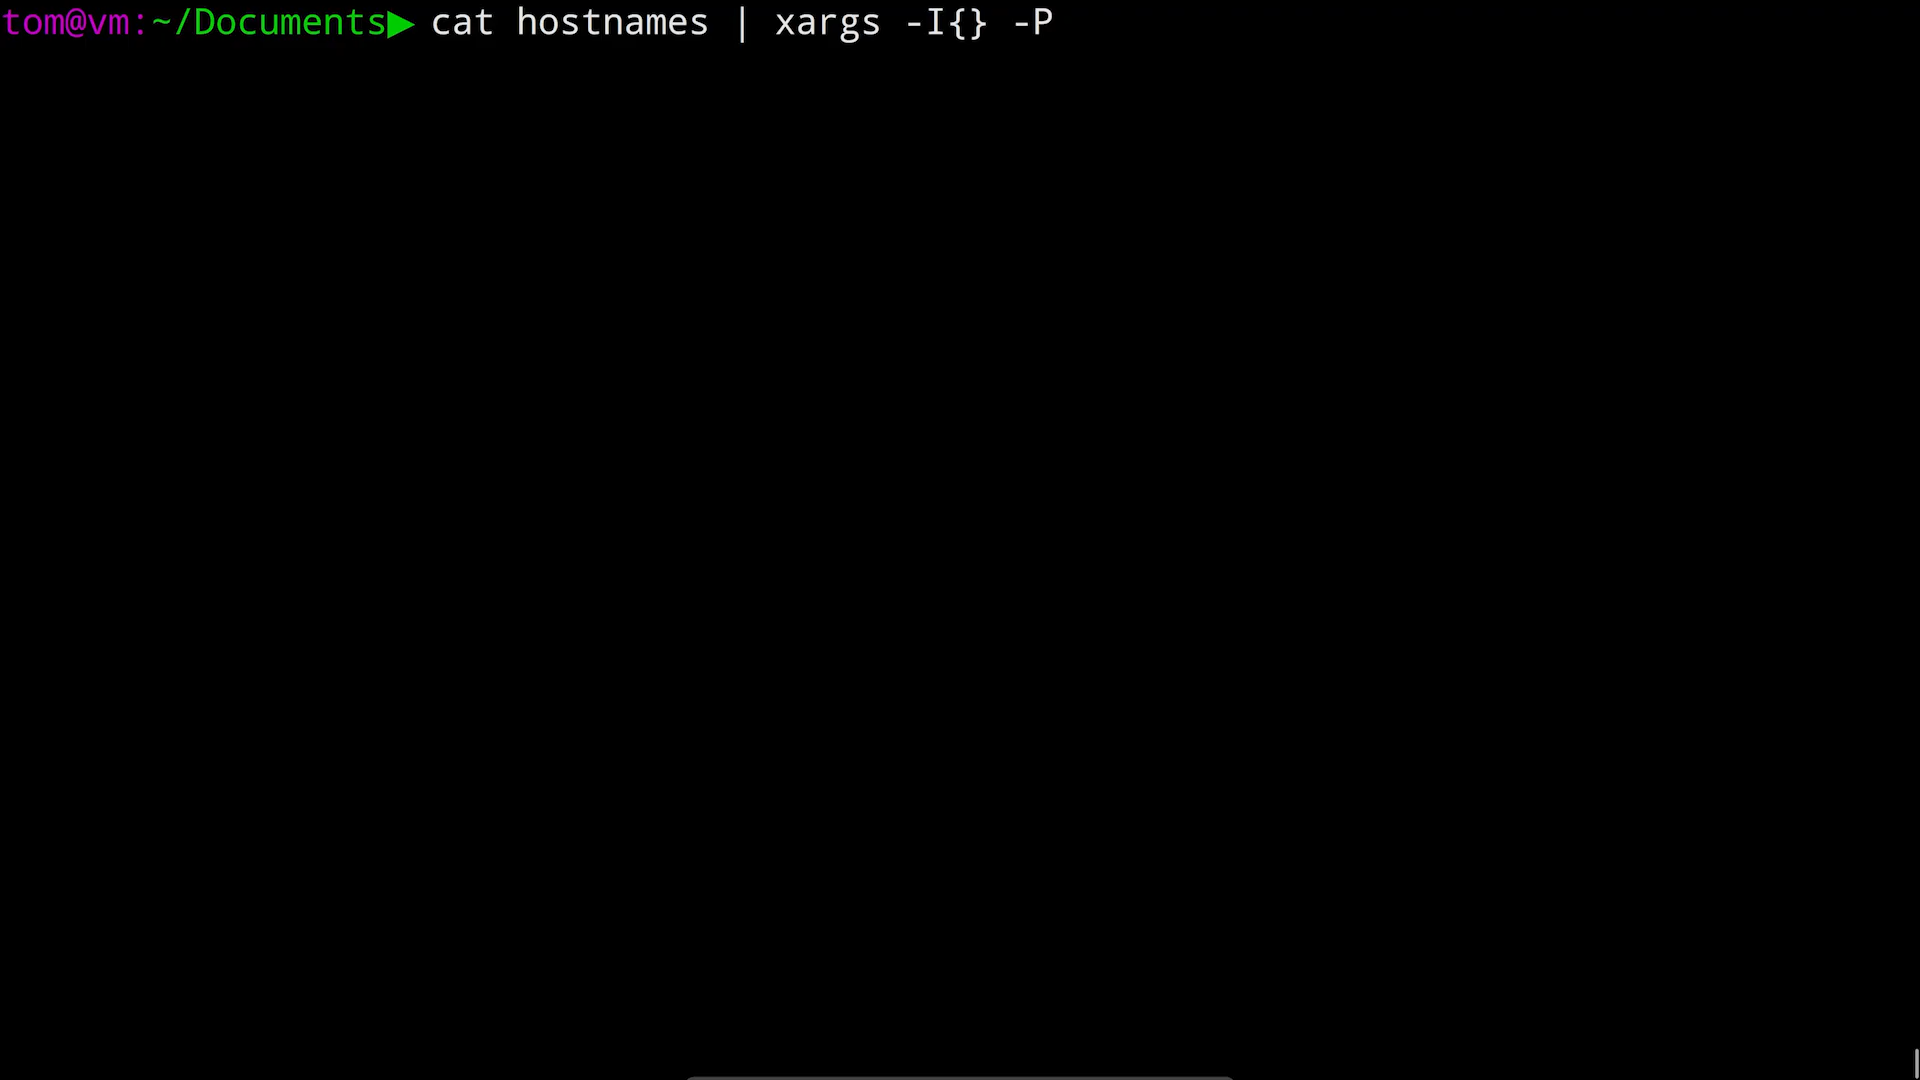 tom@vm:~/Documents▶ cat hostnames | xargs -I{} -P